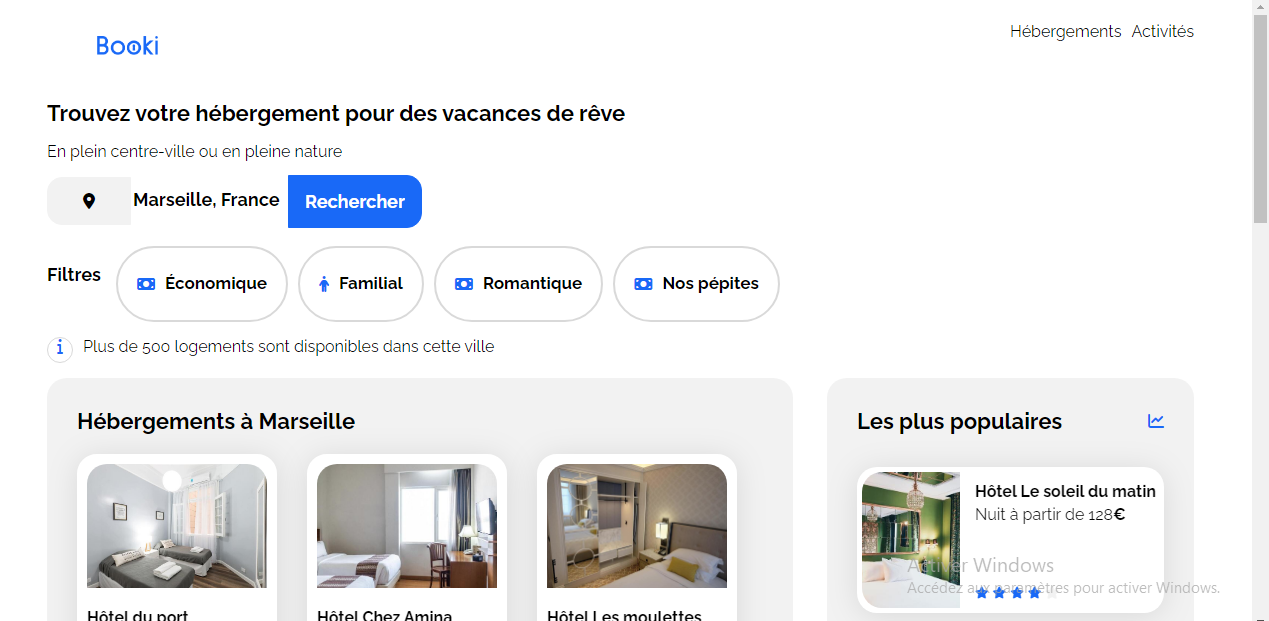 Booki
Hébergements Activités
Trouvez votre hébergement pour des vacances de rêve
En plein centre-ville ou en pleine nature
Marseille, France Rechercher
Filtres Économique Familial Romantique Nos pépites
Plus de 500 logements sont disponibles dans cette ville
Hébergements à Marseille
Hôtel du port Hôtel Chez Amina Hôtel Les moulettes
Les plus populaires
Hôtel Le soleil du matin
Nuit à partir de 128€
Activer Windows
Accédez aux paramètres pour activer Windows.